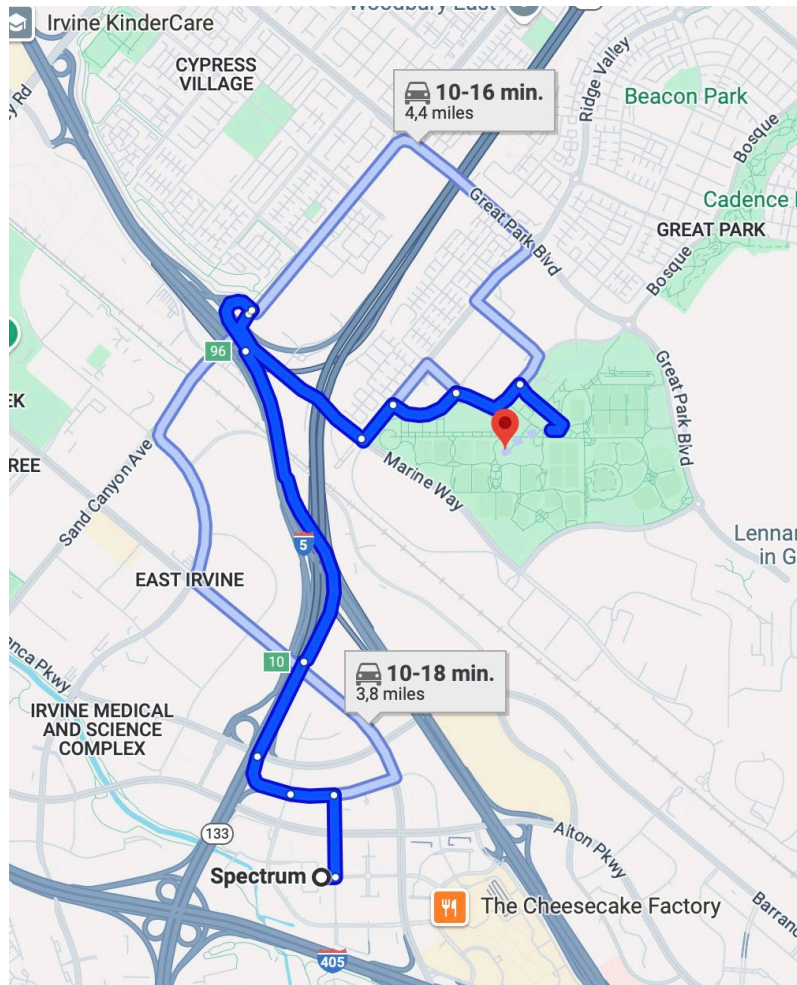 Woodbury East
Irvine KinderCare
CYPRESS
VILLAGE
10-16 min.
4,4 miles
Ridge Valley
Beacon Park
Bosque
Cadence
Great Park Blvd
GREAT PARK
Bosque
96
Great Park Blvd
Sand Canyon Ave
Marine Way
5
EAST IRVINE
10
10-18 min.
3,8 miles
IRVINE MEDICAL
AND SCIENCE
COMPLEX
133
Alton Pkwy
Spectrum
The Cheesecake Factory
405